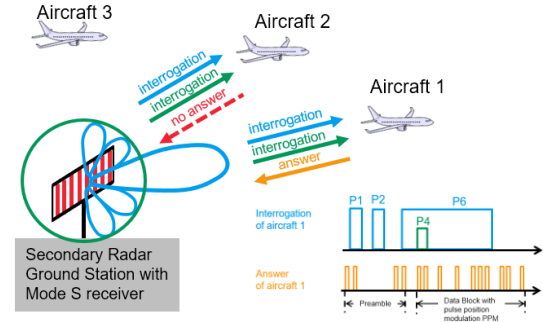 Aircraft 3
Aircraft 2
Aircraft 1
interrogation
interrogation
no answer
interrogation
interrogation
answer
Secondary Radar
Ground Station with
Mode S receiver
Interrogation
of aircraft 1
P1
P2
P6
P4
Answer
of aircraft 1
Preamble
Data Block with
pulse position
modulation PPM